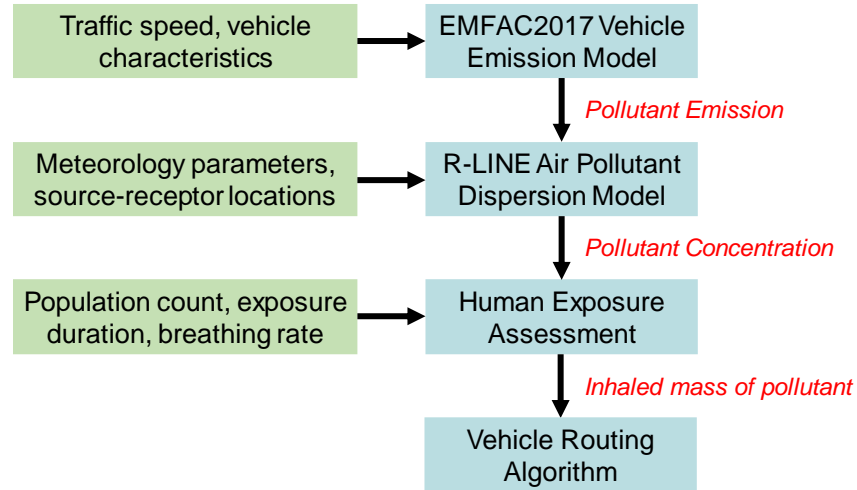 Traffic speed, vehicle
characteristics
EMFAC2017 Vehicle
Emission Model
Pollutant Emission
Meteorology parameters,
source-receptor locations
R-LINE Air Pollutant
Dispersion Model
Pollutant Concentration
Population count, exposure
duration, breathing rate
Human Exposure
Assessment
Inhaled mass of pollutant
Vehicle Routing
Algorithm